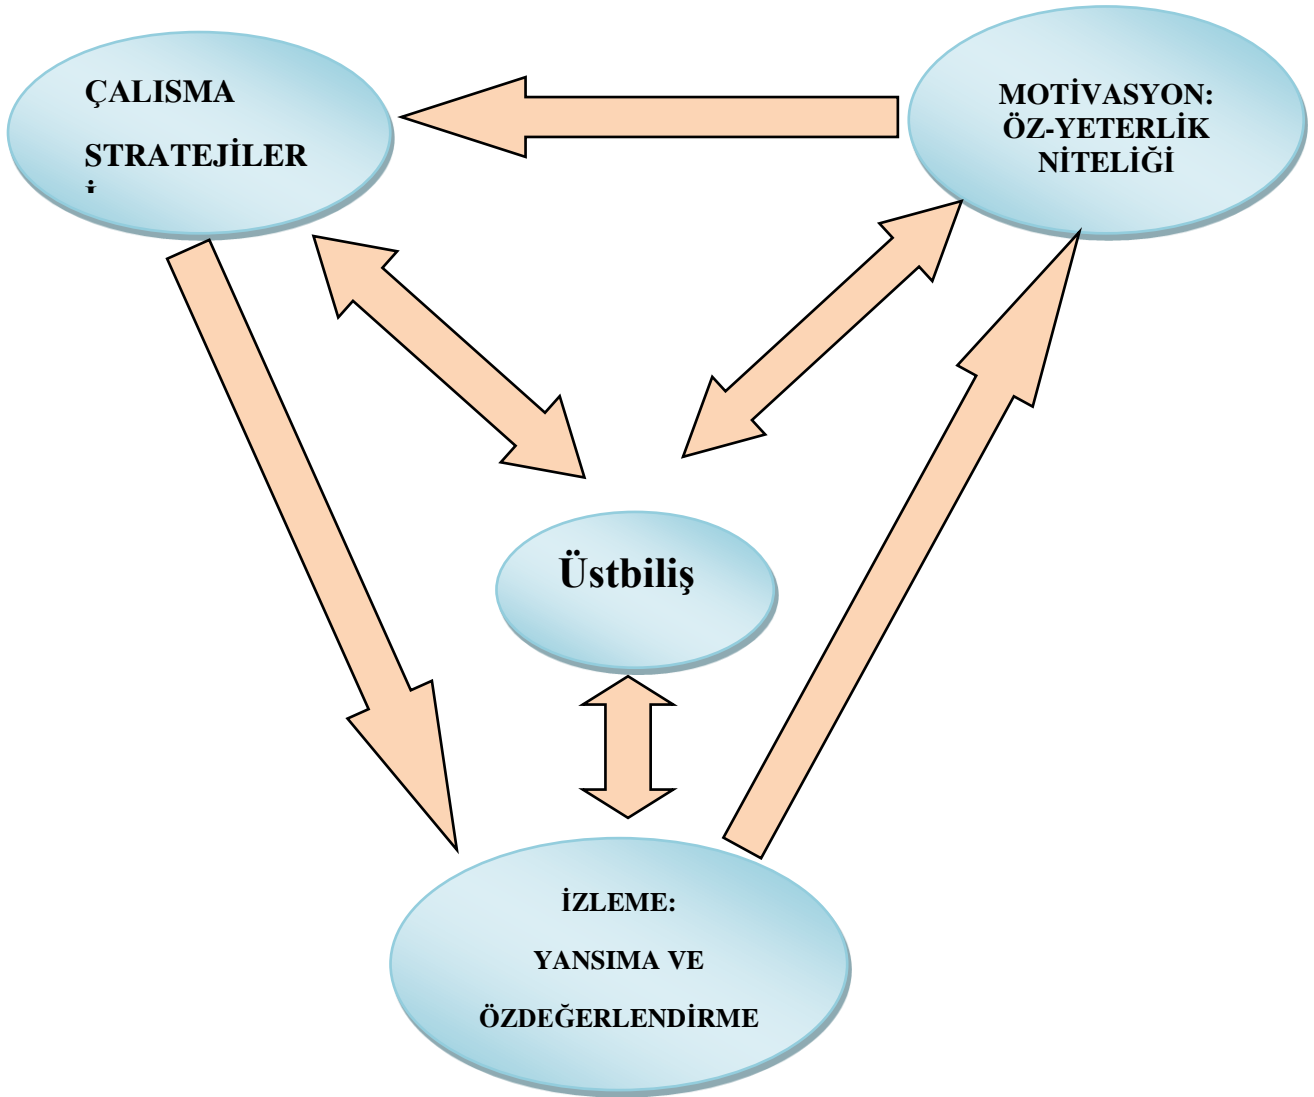 ÇALISMA
STRATEJİLER
İ
MOTİVASYON:
ÖZ-YETERLİK
NİTELİĞİ
Üstbiliş
İZLEME:
YANSIMA VE
ÖZDEĞERLENDİRME